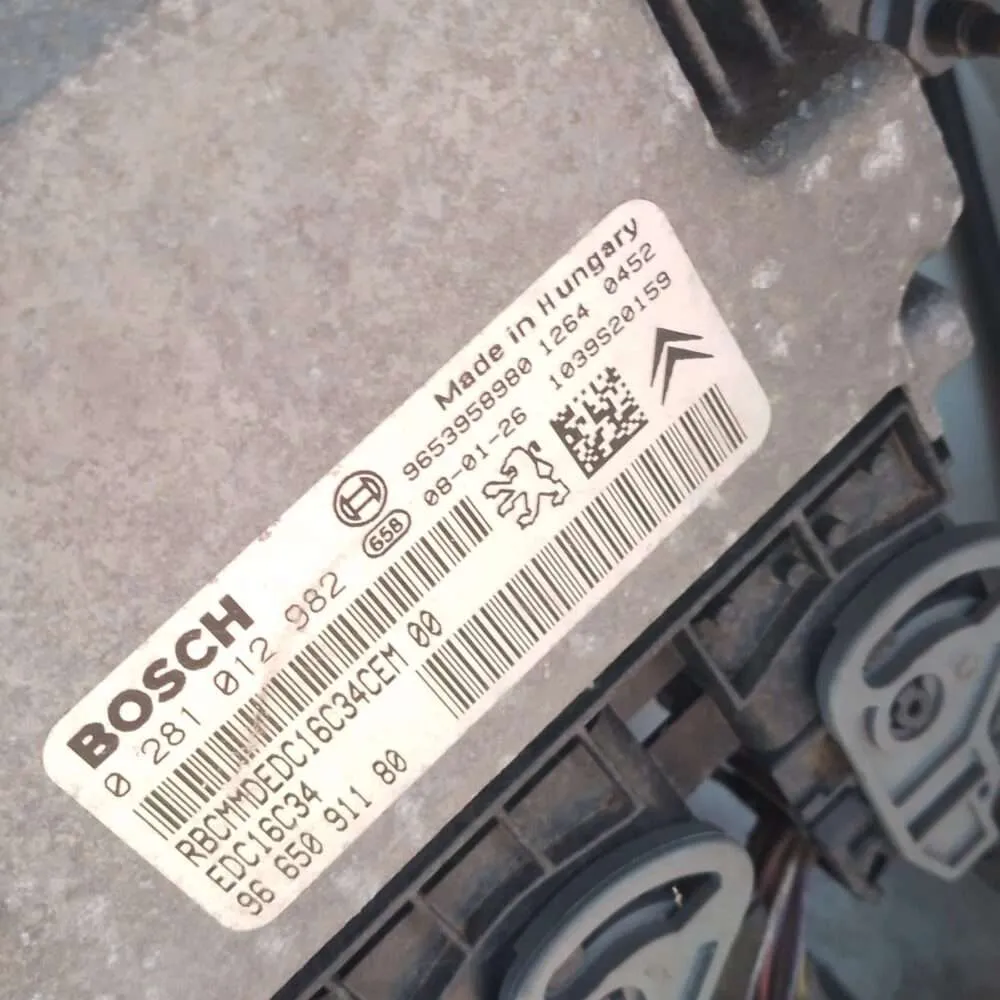 BOSCH
0 281 012 982
658
Made in Hungary
9653958980 1264 0452
08-01-26 1039S20159
RBCMMDEDC16C34CEM 00
EDC16C34
96 650 911 80